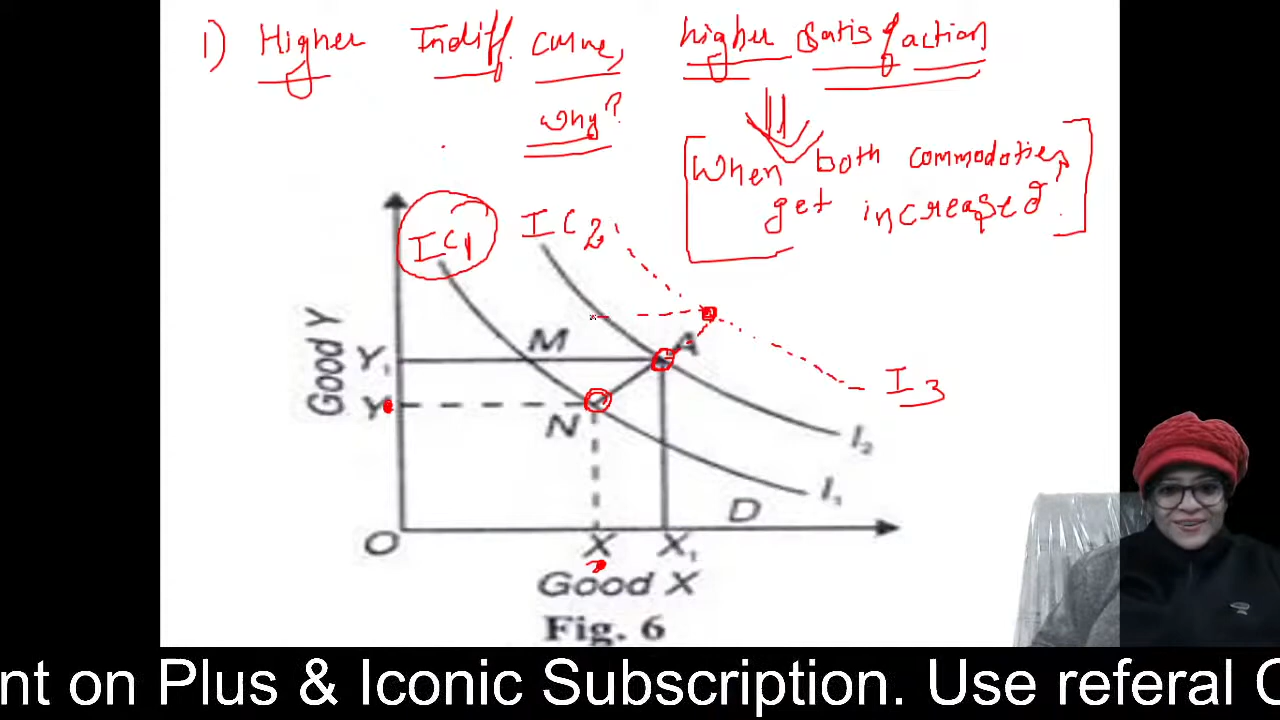 1) Higher Indiff. curve, higher satisfaction
why?
When both commodoties
get increased.
IC1 IC2
Good Y
M A
Y1
I3
Y
N
I2
I1
D
O X X1
Good X
Fig. 6
nt on Plus & Iconic Subscription. Use referal C